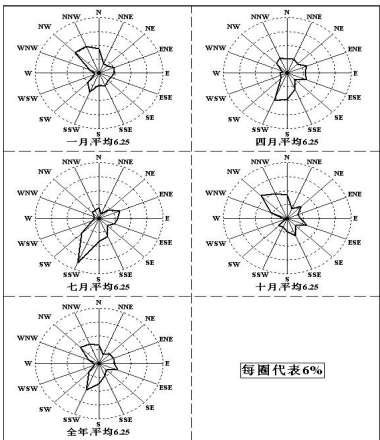 N
NNW NNE
NW NE
WNW ENE
W E
WSW ESE
SW SE
SSW SSE
S
一月,平均6.25
N
NNW NNE
NW NE
WNW ENE
W E
WSW ESE
SW SE
SSW SSE
S
四月,平均6.25
N
NNW NNE
NW NE
WNW ENE
W E
WSW ESE
SW SE
SSW SSE
S
七月,平均6.25
N
NNW NNE
NW NE
WNW ENE
W E
WSW ESE
SW SE
SSW SSE
S
十月,平均6.25
N
NNW NNE
NW NE
WNW ENE
W E
WSW ESE
SW SE
SSW SSE
S
全年,平均6.25
每圈代表6%